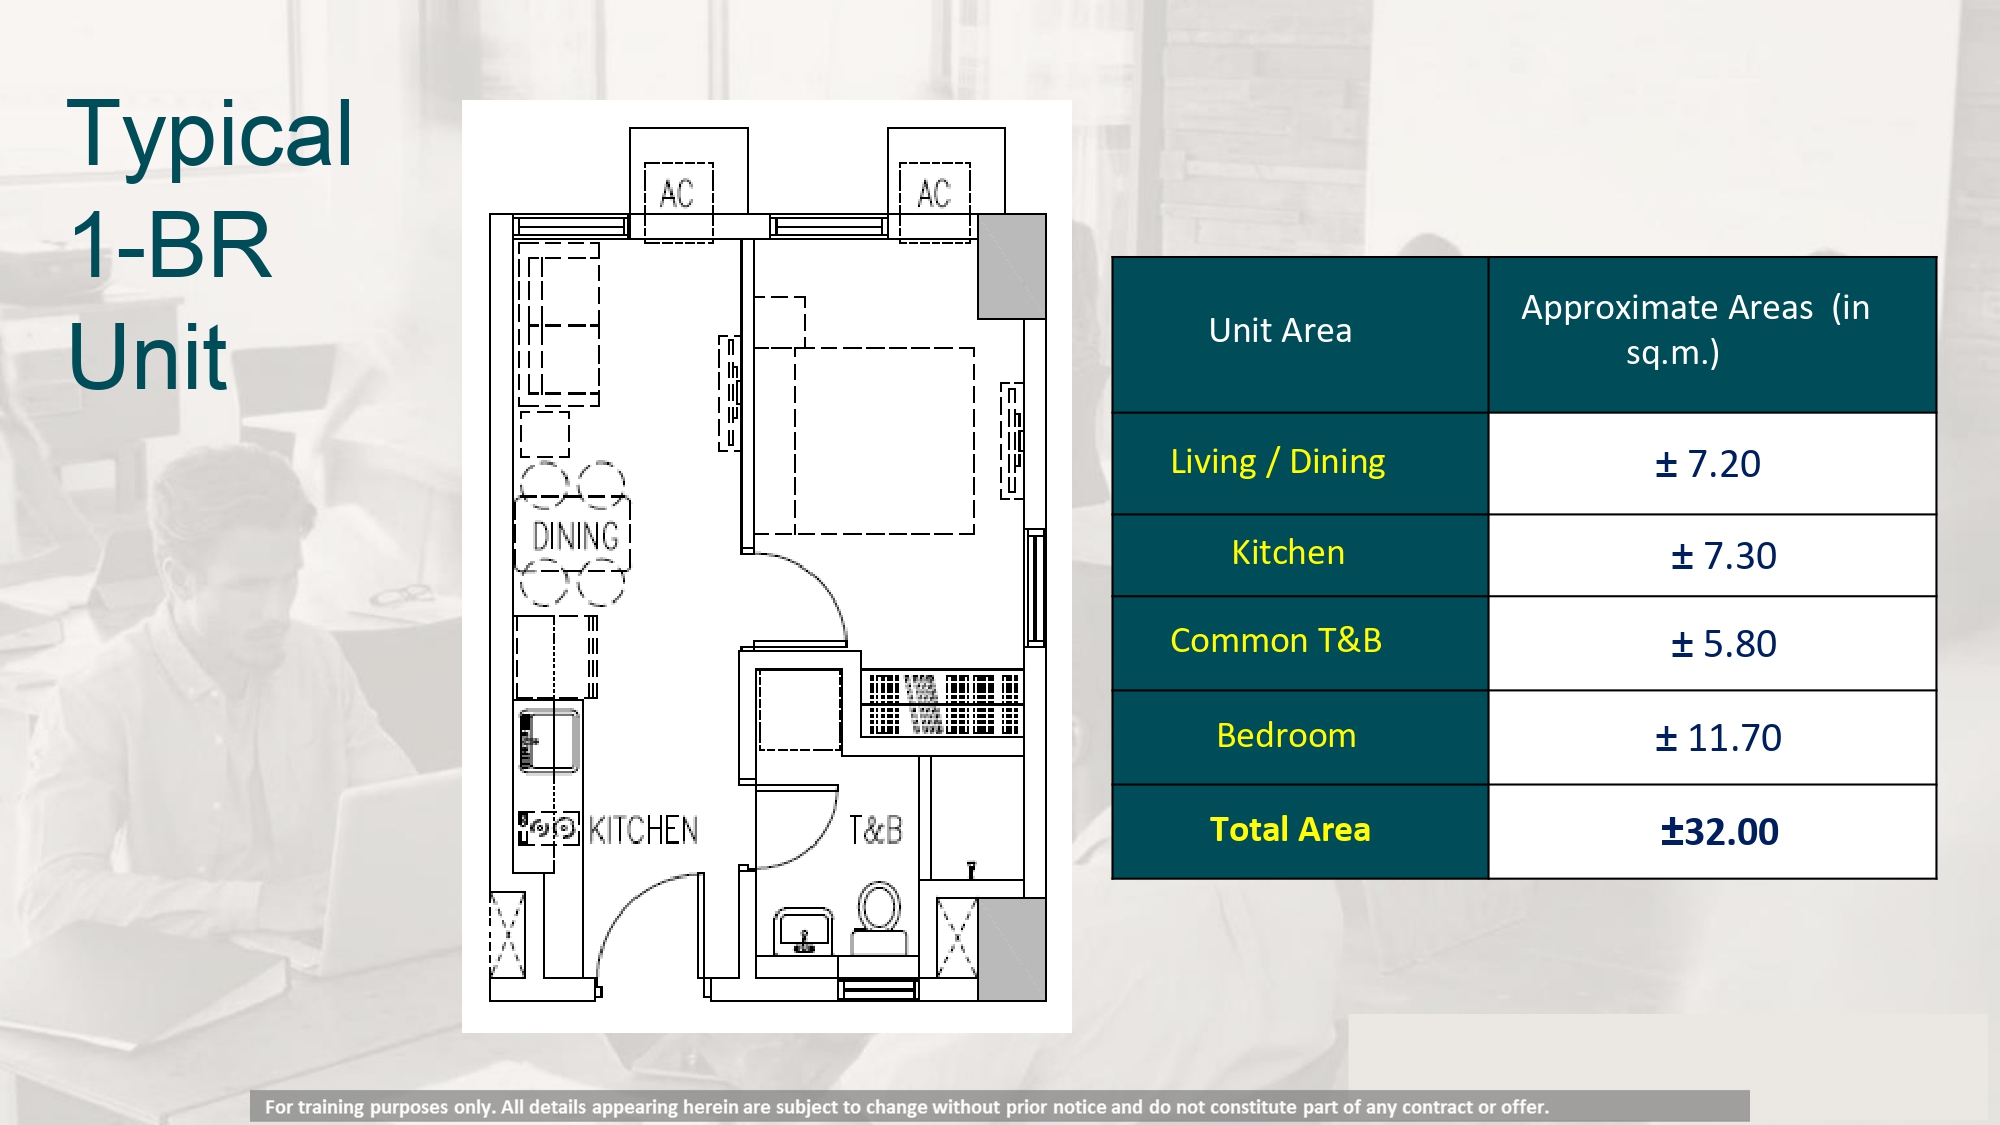 Typical
1-BR
Unit
AC
AC
DINING
KITCHEN
T&B
Unit Area
Approximate Areas (in
sq.m.)
Living / Dining
± 7.20
Kitchen
± 7.30
Common T&B
± 5.80
Bedroom
± 11.70
Total Area
±32.00
For training purposes only. All details appearing herein are subject to change without prior notice and do not constitute part of any contract or offer.